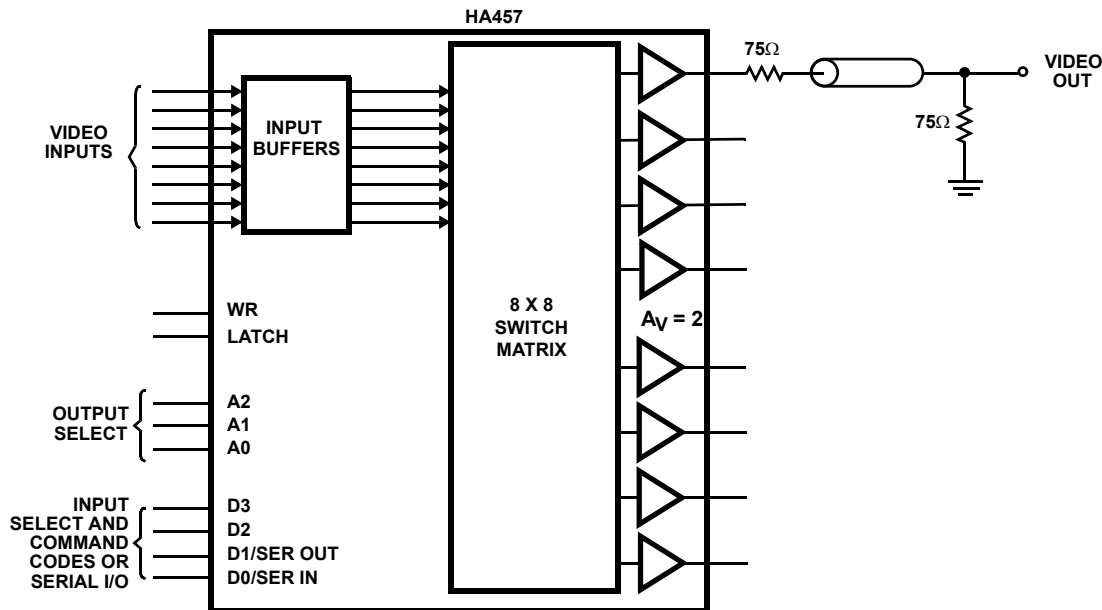 HA457
75Ω
VIDEO
OUT
75Ω
VIDEO
INPUTS
INPUT
BUFFERS
8 X 8
SWITCH
MATRIX
AV = 2
WR
LATCH
OUTPUT
SELECT
A2
A1
A0
INPUT
SELECT AND
COMMAND
CODES OR
SERIAL I/O
D3
D2
D1/SER OUT
D0/SER IN